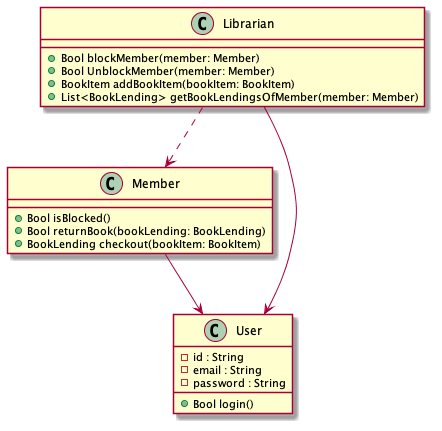 C Librarian
Bool blockMember(member: Member)
Bool UnblockMember(member: Member)
BookItem addBookItem(bookItem: BookItem)
List<BookLending> getBookLendingsOfMember(member: Member)
C Member
Bool isBlocked()
Bool returnBook(bookLending: BookLending)
BookLending checkout(bookItem: BookItem)
C User
id : String
email : String
password : String
Bool login()